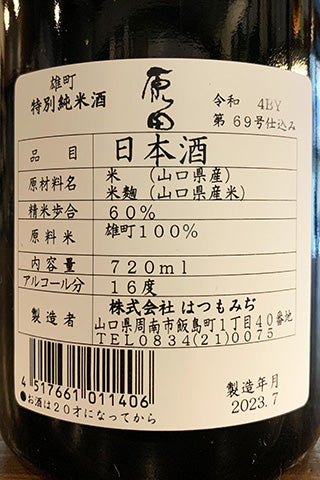 雄町
特別純米酒
原田
令和 4BY
第69号仕込み
品目 日本酒
原材料名 米 (山口県産)
米麹 (山口県産米)
精米歩合 60%
原料米 雄町100%
内容量 720ml
アルコール分 16度
製造者 株式会社 はつもみぢ
山口県周南市飯島町1丁目40番地
TEL0834(21)0075
4 517661 011406
●お酒は20才になってから
製造年月
2023.7